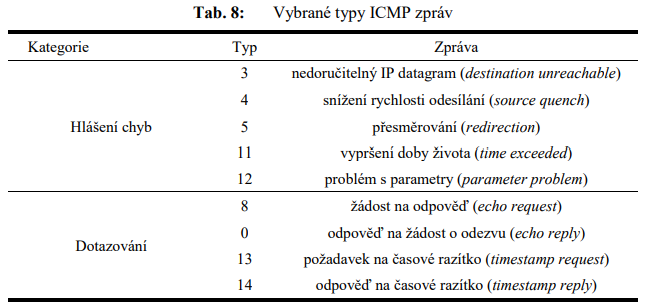 Tab. 8: Vybrané typy ICMP zpráv
Kategorie Typ Zpráva
3 nedoručitelný IP datagram (destination unreachable)
4 snížení rychlosti odesílání (source quench)
Hlášení chyb 5 přesměrování (redirection)
11 vypršení doby života (time exceeded)
12 problém s parametry (parameter problem)
8 žádost na odpověď (echo request)
Dotazování 0 odpověď na žádost o odezvu (echo reply)
13 požadavek na časové razítko (timestamp request)
14 odpověď na časové razítko (timestamp reply)